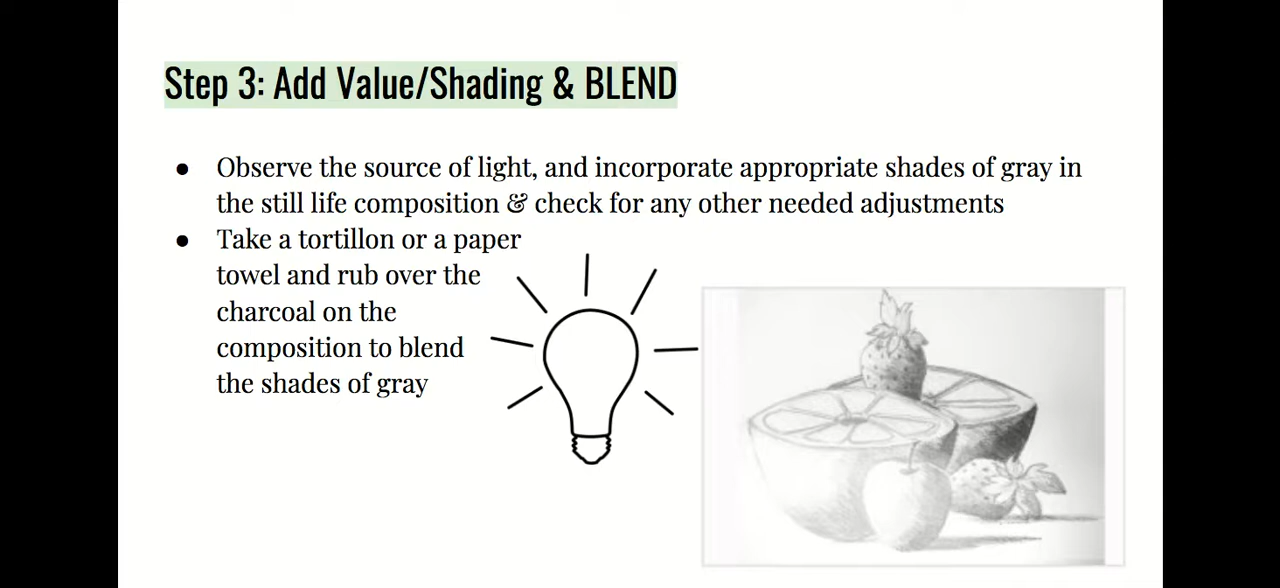 Step 3: Add Value/Shading & BLEND
● Observe the source of light, and incorporate appropriate shades of gray in
the still life composition & check for any other needed adjustments
● Take a tortillon or a paper
towel and rub over the
charcoal on the
composition to blend
the shades of gray